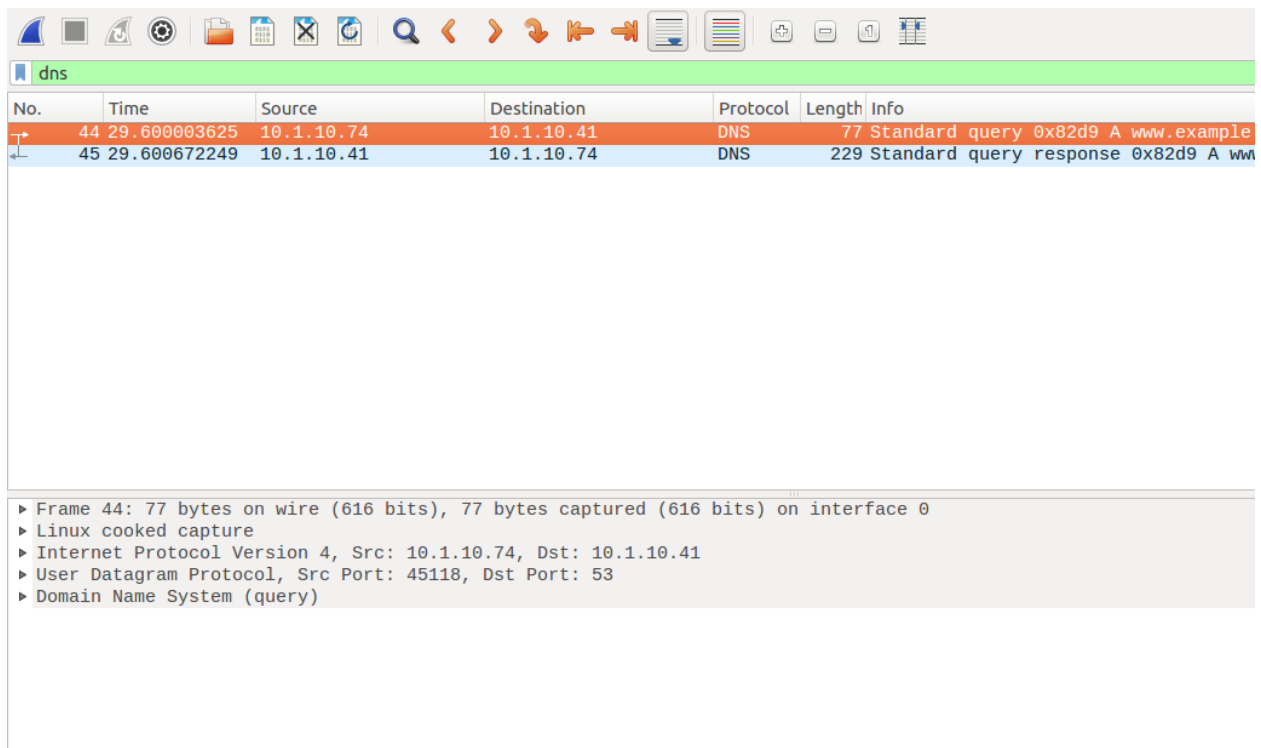 dns
No. Time Source Destination Protocol Length Info
44 29.600003625 10.1.10.74 10.1.10.41 DNS 77 Standard query 0x82d9 A www.example
45 29.600672249 10.1.10.41 10.1.10.74 DNS 229 Standard query response 0x82d9 A www
Frame 44: 77 bytes on wire (616 bits), 77 bytes captured (616 bits) on interface 0
Linux cooked capture
Internet Protocol Version 4, Src: 10.1.10.74, Dst: 10.1.10.41
User Datagram Protocol, Src Port: 45118, Dst Port: 53
Domain Name System (query)